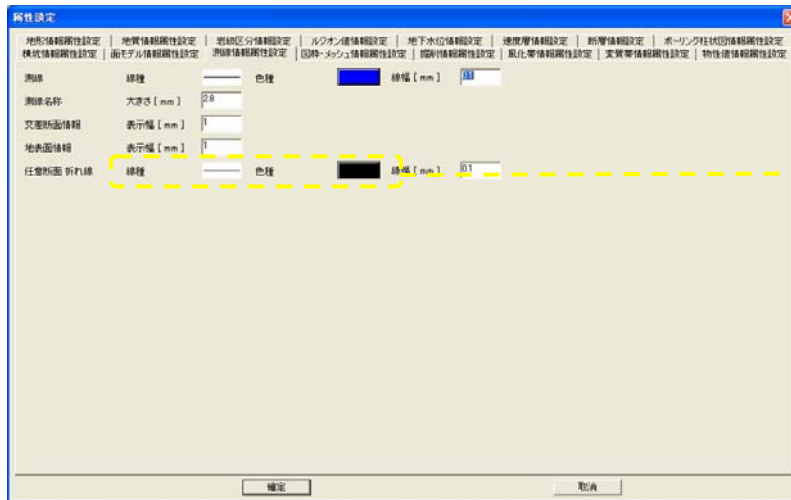 属性設定
地形情報属性設定 地質情報属性設定 岩級区分情報設定 ルジオン値情報設定 地下水位情報設定 速度層情報設定 断層情報設定 ボーリング柱状図情報属性設定
横坑情報属性設定 面モデル情報属性設定 測線情報属性設定 図枠・メッシュ情報属性設定 掘削情報属性設定 風化帯情報属性設定 変質帯情報属性設定 物性値情報属性設定
測線 線種 色種 線幅 [ mm ]
測線名称 大きさ [ mm ] 2.8
交差断面情報 表示幅 [ mm ] 1
地表面情報 表示幅 [ mm ] 1
任意断面 折れ線 線種 色種 線幅 [ mm ] 0.1
確定 取消